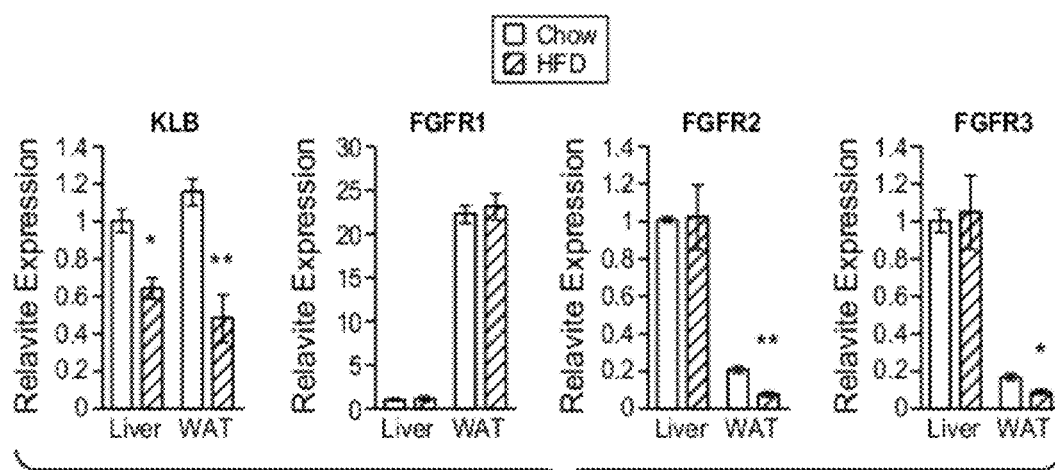 Chow
HFD
KLB
FGFR1
FGFR2
FGFR3
Relavite Expression
1.4
1.2
1
0.8
0.6
0.4
0.2
0
*
**
Liver WAT
Relavite Expression
30
25
20
15
10
5
0
Liver WAT
Relavite Expression
1.4
1.2
1
0.8
0.6
0.4
0.2
0
**
Liver WAT
Relavite Expression
1.4
1.2
1
0.8
0.6
0.4
0.2
0
*
Liver WAT